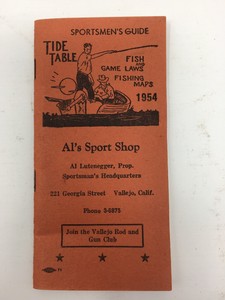 SPORTSMEN'S GUIDE
TIDE TABLE
FISH AND GAME LAWS
FISHING MAPS
1954
Al's Sport Shop
Al Lutenegger, Prop.
Sportsman's Headquarters
221 Georgia Street Vallejo, Calif.
Phone 3-6875
Join the Vallejo Rod and
Gun Club